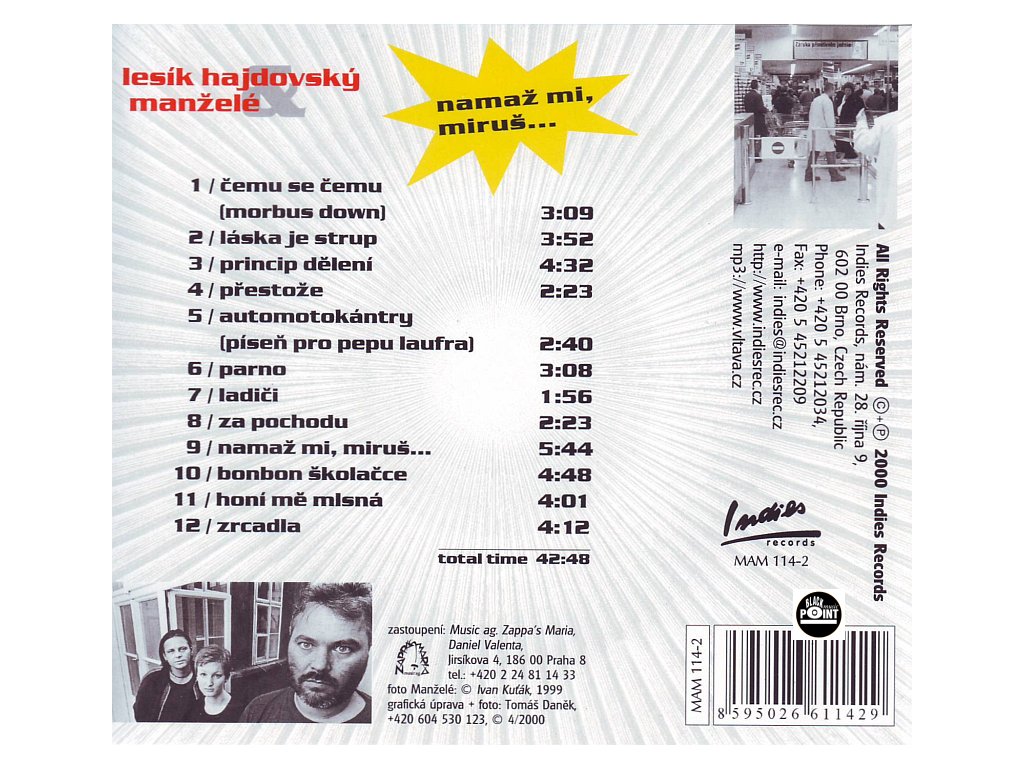 lesík hajdovský
&
manželé
namaž mi,
miruš...
1 / čemu se čemu
(morbus down) 3:09
2 / láska je strup 3:52
3 / princip dělení 4:32
4 / přestože 2:23
5 / automotokántry
(píseň pro pepu laufra) 2:40
6 / parno 3:08
7 / ladiči 1:56
8 / za pochodu 2:23
9 / namaž mi, miruš... 5:44
10 / bonbon školačce 4:48
11 / honí mě mlsná 4:01
12 / zrcadla 4:12
total time 42:48
zastoupení: Music ag. Zappa's Maria,
Daniel Valenta,
Jirsíkova 4, 186 00 Praha 8
tel.: +420 2 24 81 14 33
foto Manželé: © Ivan Kuťák, 1999
grafická úprava + foto: Tomáš Daněk,
+420 604 530 123, © 4/2000
All Rights Reserved ©+℗ 2000 Indies Records
Indies Records, nám. 28. října 9,
602 00 Brno, Czech Republic
Phone: +420 5 45212034,
Fax: +420 5 45212209
e-mail: indies@indiesrec.cz
http://www.indiesrec.cz
mp3://www.vltava.cz
Indies
records
MAM 114-2
BLACK music
POINT
MAM 114-2
8 595026 611429